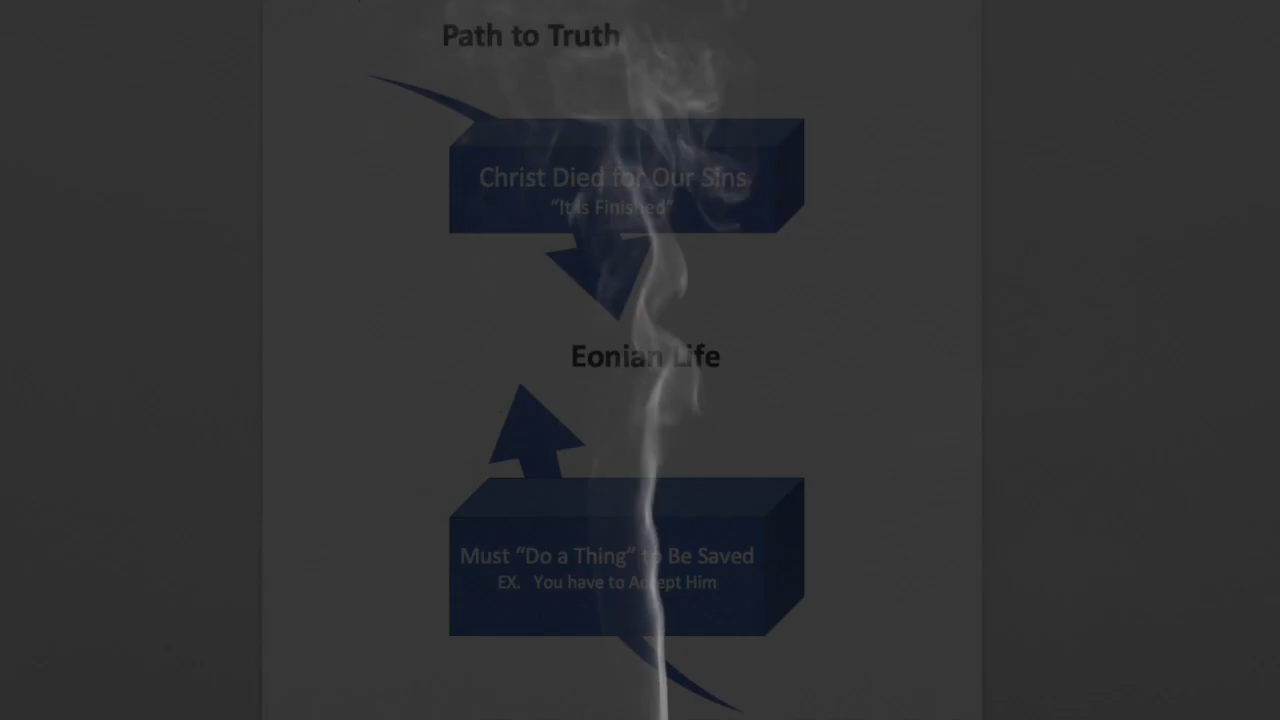 Path to Truth
Christ Died for Our Sins
“It is Finished”
Eonian Life
Must “Do a Thing” to Be Saved
EX. You have to Accept Him